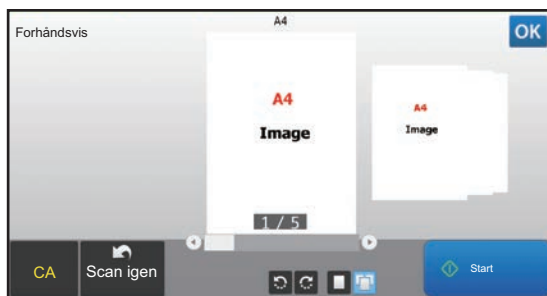 A4
Forhåndsvis
OK
A4
Image
A4
Image
1 / 5
CA
Scan igen
Start